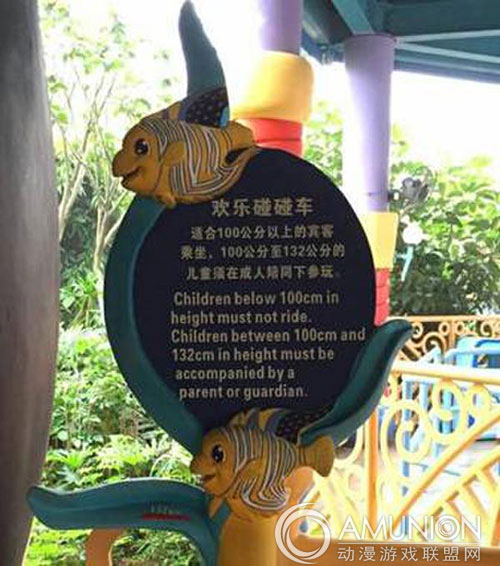 欢乐碰碰车
适合100公分以上的宾客
乘坐，100公分至132公分的
儿童须在成人陪同下参玩。
Children below 100cm in
height must not ride.
Children between 100cm and
132cm in height must be
accompanied by a
parent or guardian.
AMUNION
动漫游戏联盟网